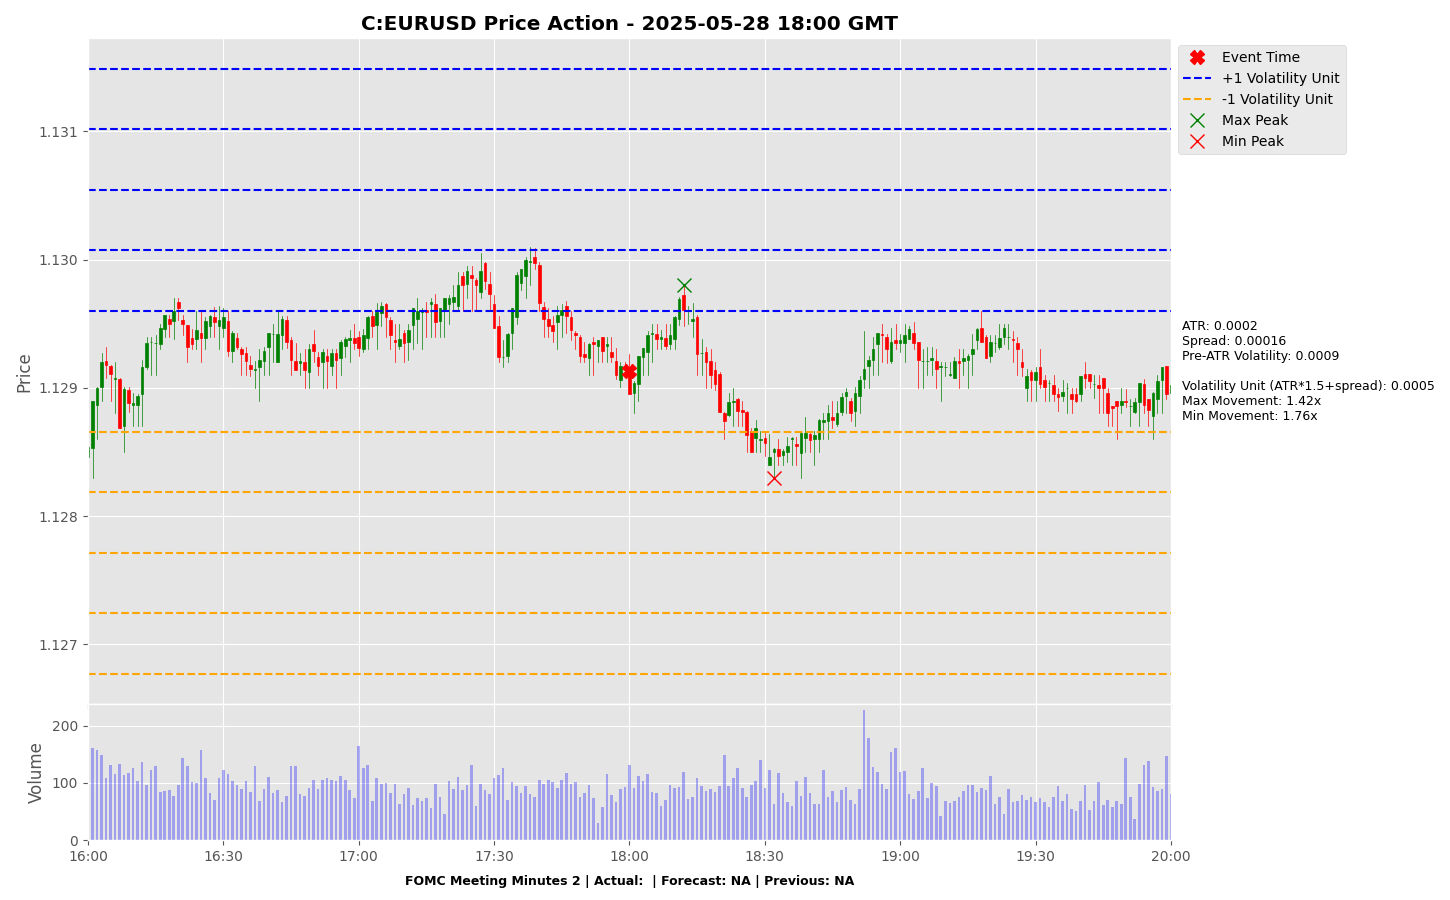 C:EURUSD Price Action - 2025-05-28 18:00 GMT
Event Time
+1 Volatility Unit
-1 Volatility Unit
Max Peak
Min Peak
Price
1.131
1.130
1.129
1.128
1.127
ATR: 0.0002
Spread: 0.00016
Pre-ATR Volatility: 0.0009
Volatility Unit (ATR*1.5+spread): 0.0005
Max Movement: 1.42x
Min Movement: 1.76x
Volume
200
100
0
16:00 16:30 17:00 17:30 18:00 18:30 19:00 19:30 20:00
FOMC Meeting Minutes 2 | Actual:  | Forecast: NA | Previous: NA